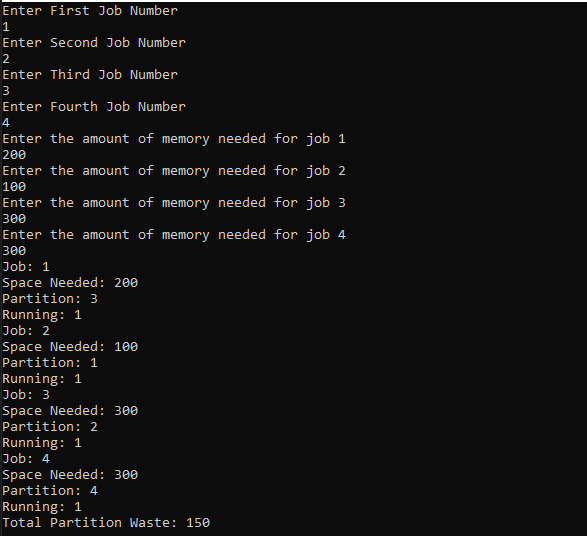 Enter First Job Number
1
Enter Second Job Number
2
Enter Third Job Number
3
Enter Fourth Job Number
4
Enter the amount of memory needed for job 1
200
Enter the amount of memory needed for job 2
100
Enter the amount of memory needed for job 3
300
Enter the amount of memory needed for job 4
300
Job: 1
Space Needed: 200
Partition: 3
Running: 1
Job: 2
Space Needed: 100
Partition: 1
Running: 1
Job: 3
Space Needed: 300
Partition: 2
Running: 1
Job: 4
Space Needed: 300
Partition: 4
Running: 1
Total Partition Waste: 150